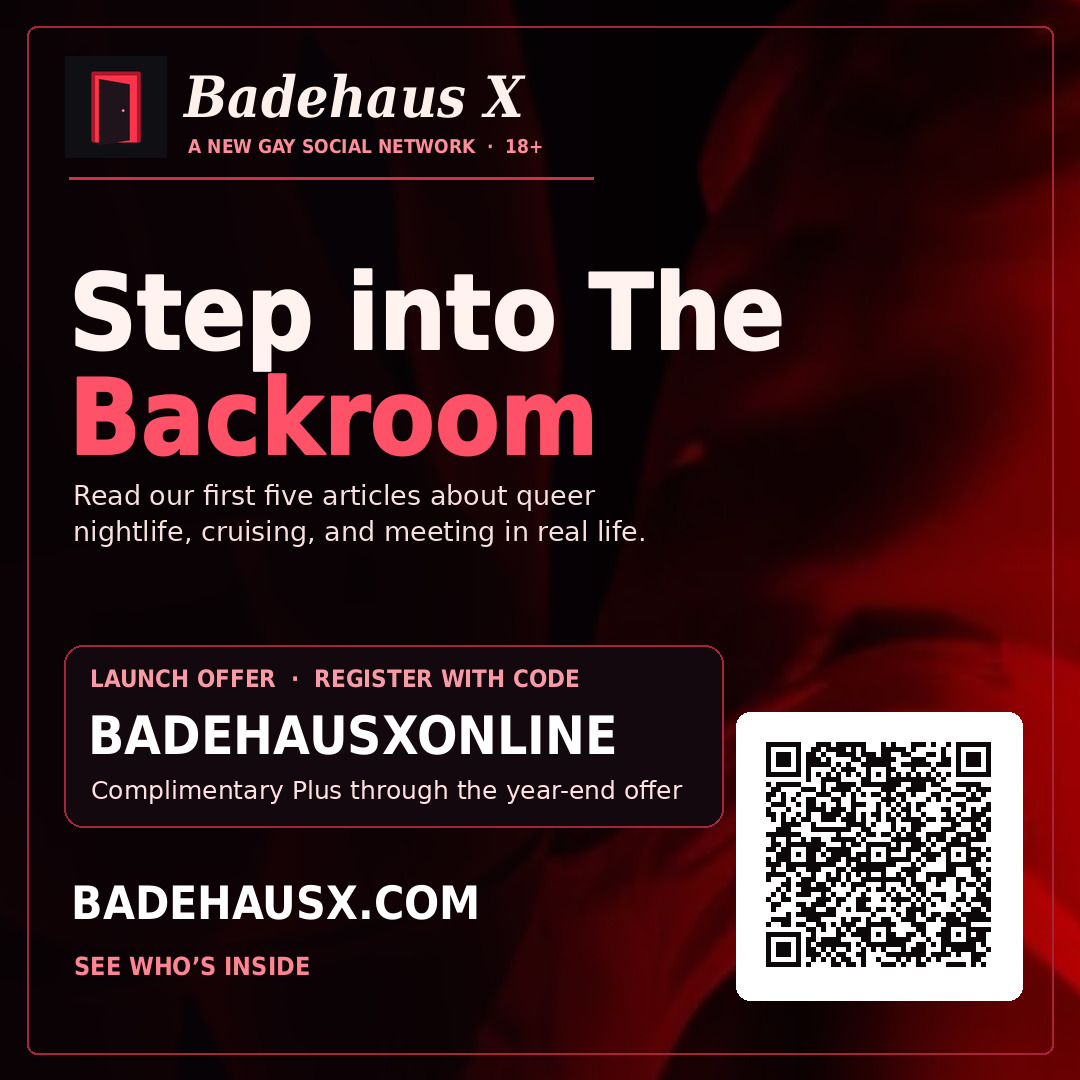 Badehaus X
A NEW GAY SOCIAL NETWORK · 18+
Step into The
Backroom
Read our first five articles about queer
nightlife, cruising, and meeting in real life.
LAUNCH OFFER · REGISTER WITH CODE
BADEHAUSXONLINE
Complimentary Plus through the year-end offer
BADEHAUSX.COM
SEE WHO’S INSIDE